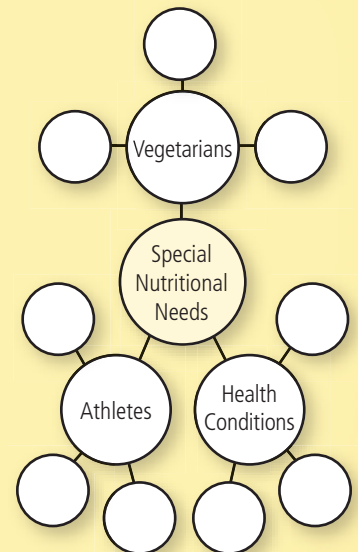 Vegetarians
Special
Nutritional
Needs
Athletes
Health
Conditions